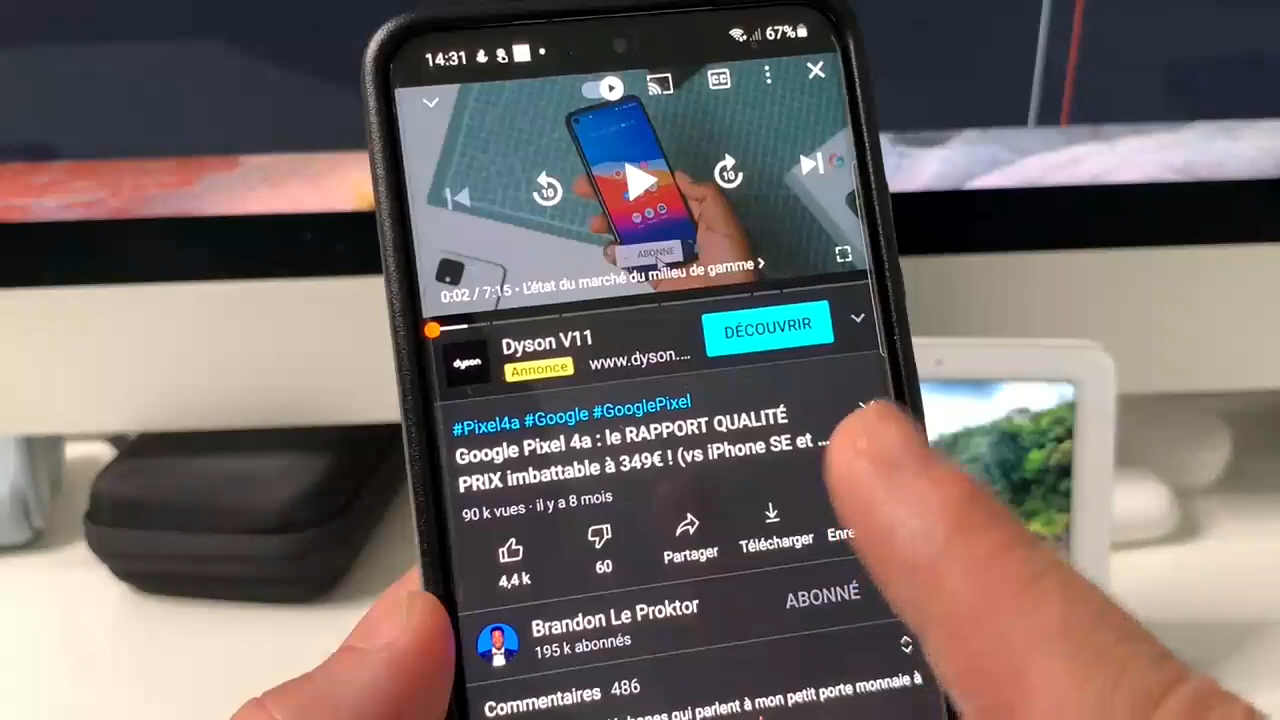 14:31
67%
CC
10
10
ABONNÉ
0:02 / 7:15 · L'état du marché du milieu de gamme
dyson
Dyson V11
Annonce www.dyson....
DÉCOUVRIR
#Pixel4a #Google #GooglePixel
Google Pixel 4a : le RAPPORT QUALITÉ
PRIX imbattable à 349€ ! (vs iPhone SE et ...
90 k vues · il y a 8 mois
4,4 k
60
Partager
Télécharger
Enre
Brandon Le Proktor
195 k abonnés
ABONNÉ
Commentaires 486
qui parlent à mon petit porte monnaie à